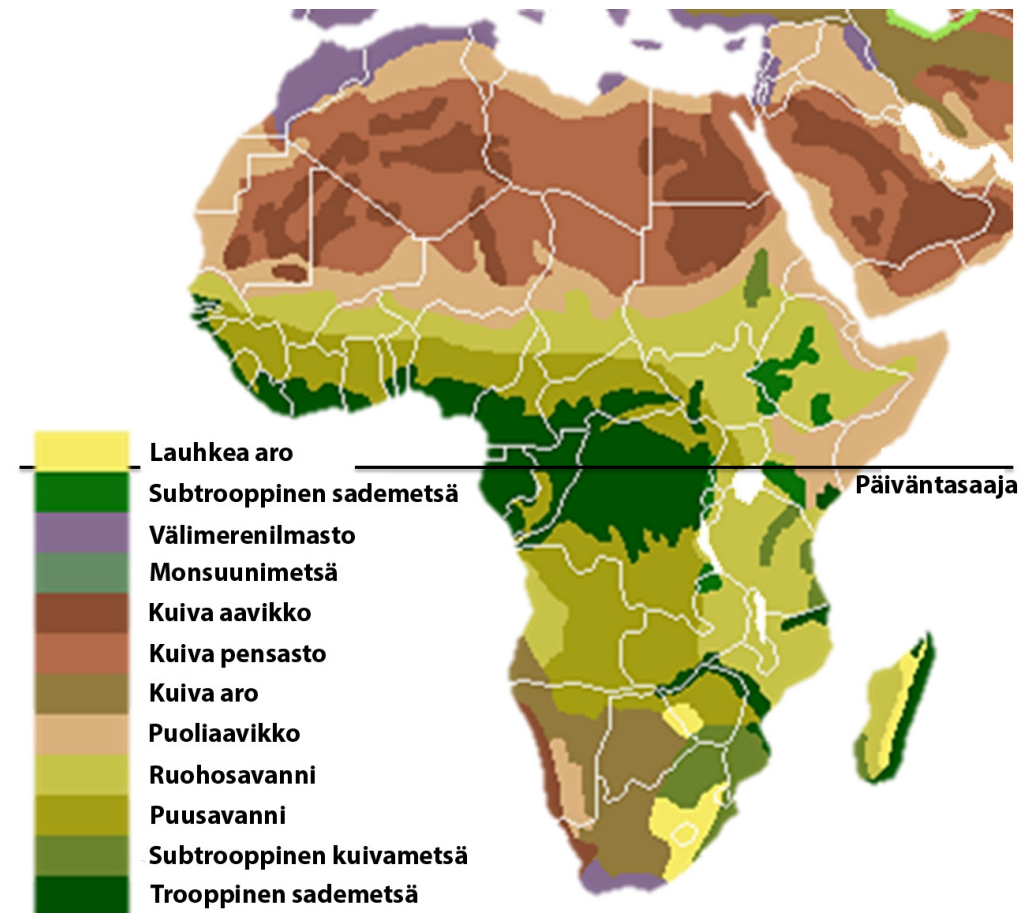 Lauhkea aro
Subtrooppinen sademetsä
Päiväntasaaja
Välimerenilmasto
Monsuunimetsä
Kuiva aavikko
Kuiva pensasto
Kuiva aro
Puoliaavikko
Ruohosavanni
Puusavanni
Subtrooppinen kuivametsä
Trooppinen sademetsä